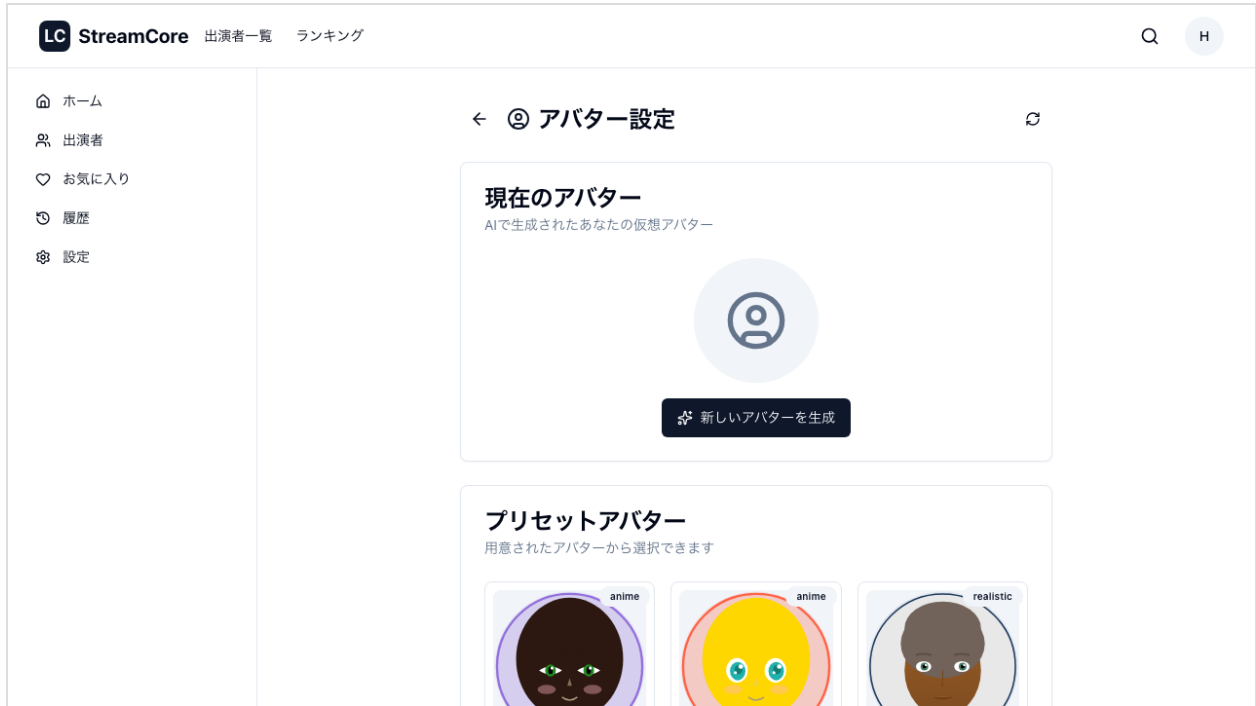 LC StreamCore 出演者一覧 ランキング H
ホーム
出演者
お気に入り
履歴
設定
アバター設定
現在のアバター
AIで生成されたあなたの仮想アバター
新しいアバターを生成
プリセットアバター
用意されたアバターから選択できます
anime anime realistic